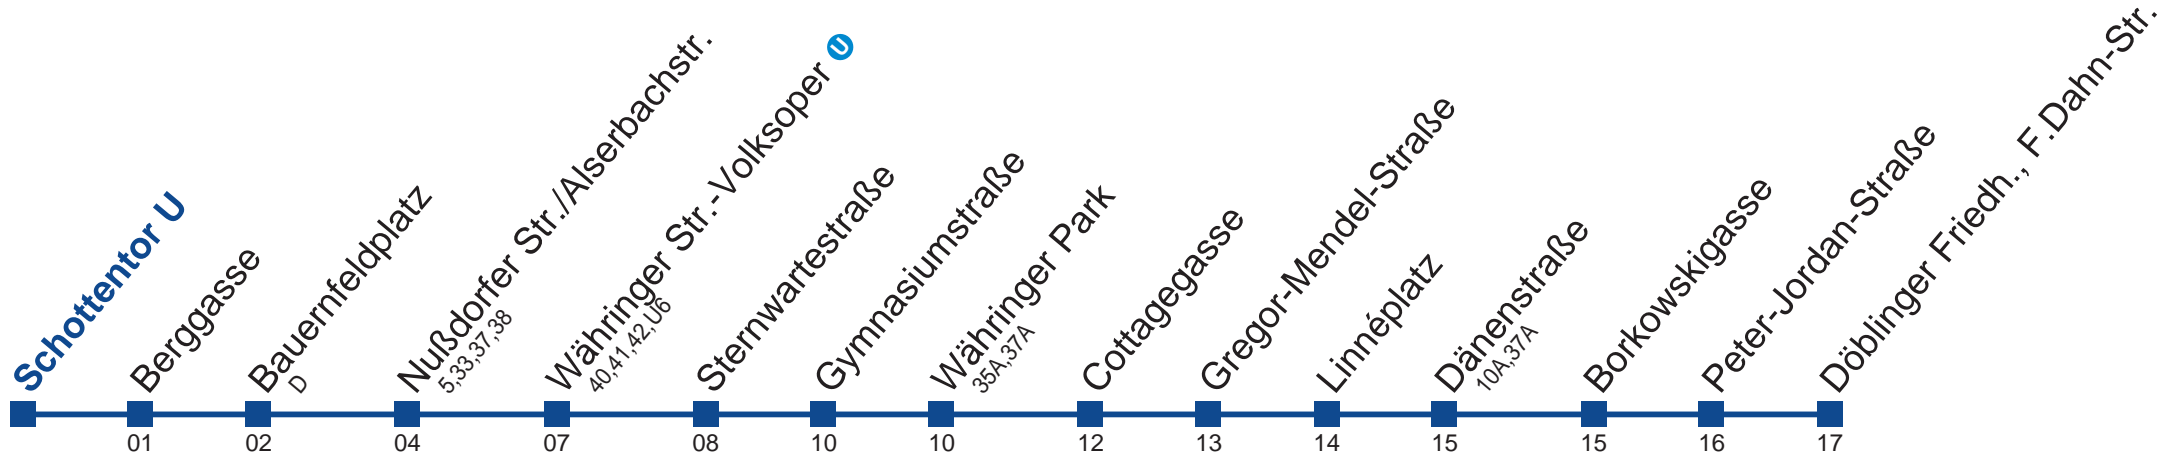 Schottentor U
Berggasse
01
Bauernfeldplatz
D
02
Nußdorfer Str./Alserbachstr.
5,33,37,38
04
Währinger Str.-Volksoper U
40,41,42,U6
07
Sternwartestraße
08
Gymnasiumstraße
10
Währinger Park
35A,37A
10
Cottagegasse
12
Gregor-Mendel-Straße
13
Linnéplatz
14
Dänenstraße
10A,37A
15
Borkowskigasse
15
Peter-Jordan-Straße
16
Döblinger Friedh., F.Dahn-Str.
17